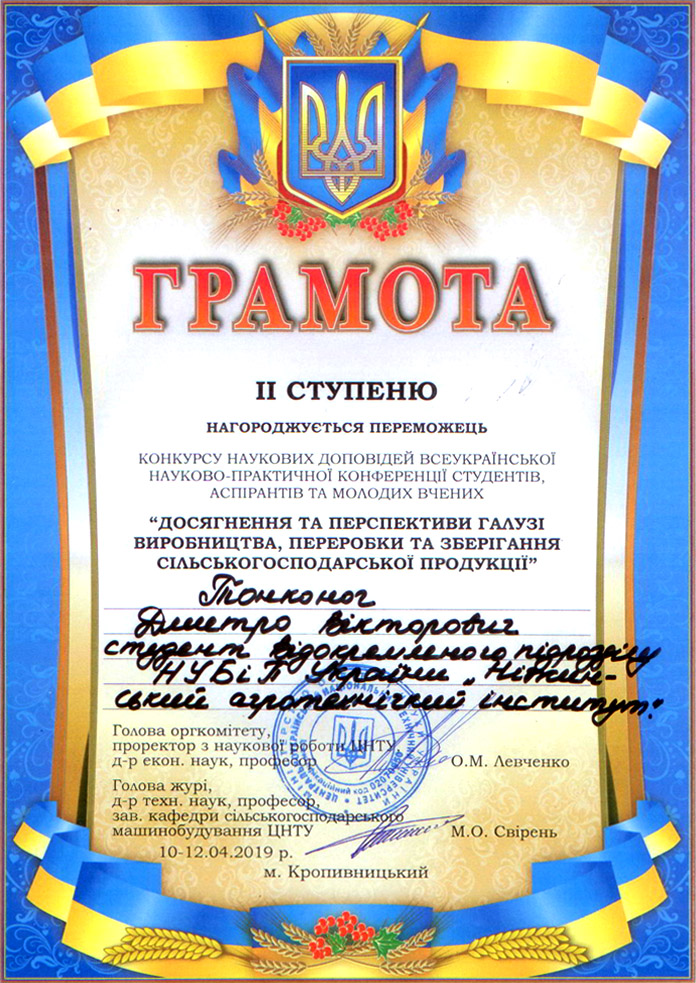 ГРАМОТА
ІІ СТУПЕНЮ
НАГОРОДЖУЄТЬСЯ ПЕРЕМОЖЕЦЬ
КОНКУРСУ НАУКОВИХ ДОПОВІДЕЙ ВСЕУКРАЇНСЬКОЇ
НАУКОВО-ПРАКТИЧНОЇ КОНФЕРЕНЦІЇ СТУДЕНТІВ,
АСПІРАНТІВ ТА МОЛОДИХ ВЧЕНИХ
“ДОСЯГНЕННЯ ТА ПЕРСПЕКТИВИ ГАЛУЗІ
ВИРОБНИЦТВА, ПЕРЕРОБКИ ТА ЗБЕРІГАННЯ
СІЛЬСЬКОГОСПОДАРСЬКОЇ ПРОДУКЦІЇ”
Тонконог
Дмитро Вікторович
студент відокремленого підрозділу
НУБіП України „Ніжин-
ський агротехнічний інститут”
Голова оргкомітету,
проректор з наукової роботи ЦНТУ
д-р екон. наук, професор О.М. Левченко
Голова журі,
д-р техн. наук, професор,
зав. кафедри сільськогосподарського
машинобудування ЦНТУ М.О. Свірень
10-12.04.2019 р.
м. Кропивницький